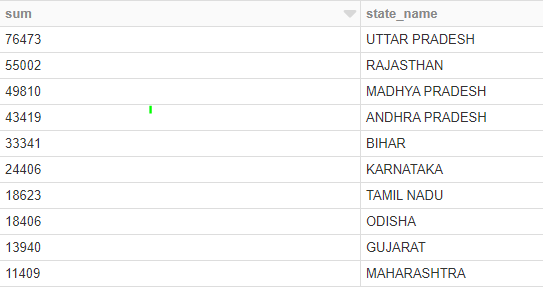 sum state_name
76473 UTTAR PRADESH
55002 RAJASTHAN
49810 MADHYA PRADESH
43419 ANDHRA PRADESH
33341 BIHAR
24406 KARNATAKA
18623 TAMIL NADU
18406 ODISHA
13940 GUJARAT
11409 MAHARASHTRA